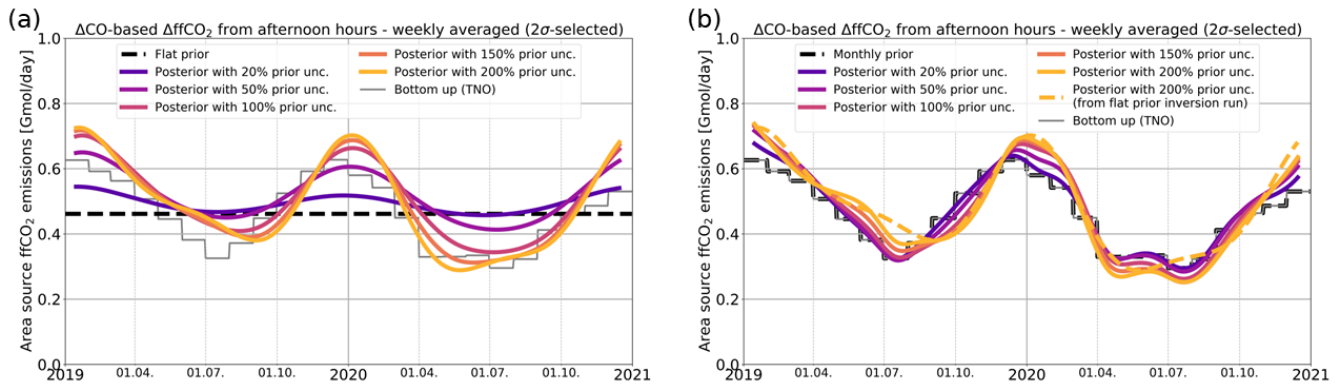 (a)
ΔCO-based ΔffCO₂ from afternoon hours - weekly averaged (2σ-selected)
Flat prior
Posterior with 20% prior unc.
Posterior with 50% prior unc.
Posterior with 100% prior unc.
Posterior with 150% prior unc.
Posterior with 200% prior unc.
Bottom up (TNO)
Area source ffCO₂ emissions [Gmol/day]
1.0
0.8
0.6
0.4
0.2
0.0
2019 01.04. 01.07. 01.10. 2020 01.04. 01.07. 01.10. 2021
(b)
ΔCO-based ΔffCO₂ from afternoon hours - weekly averaged (2σ-selected)
Monthly prior
Posterior with 20% prior unc.
Posterior with 50% prior unc.
Posterior with 100% prior unc.
Posterior with 150% prior unc.
Posterior with 200% prior unc.
Posterior with 200% prior unc.
(from flat prior inversion run)
Bottom up (TNO)
Area source ffCO₂ emissions [Gmol/day]
1.0
0.8
0.6
0.4
0.2
0.0
2019 01.04. 01.07. 01.10. 2020 01.04. 01.07. 01.10. 2021